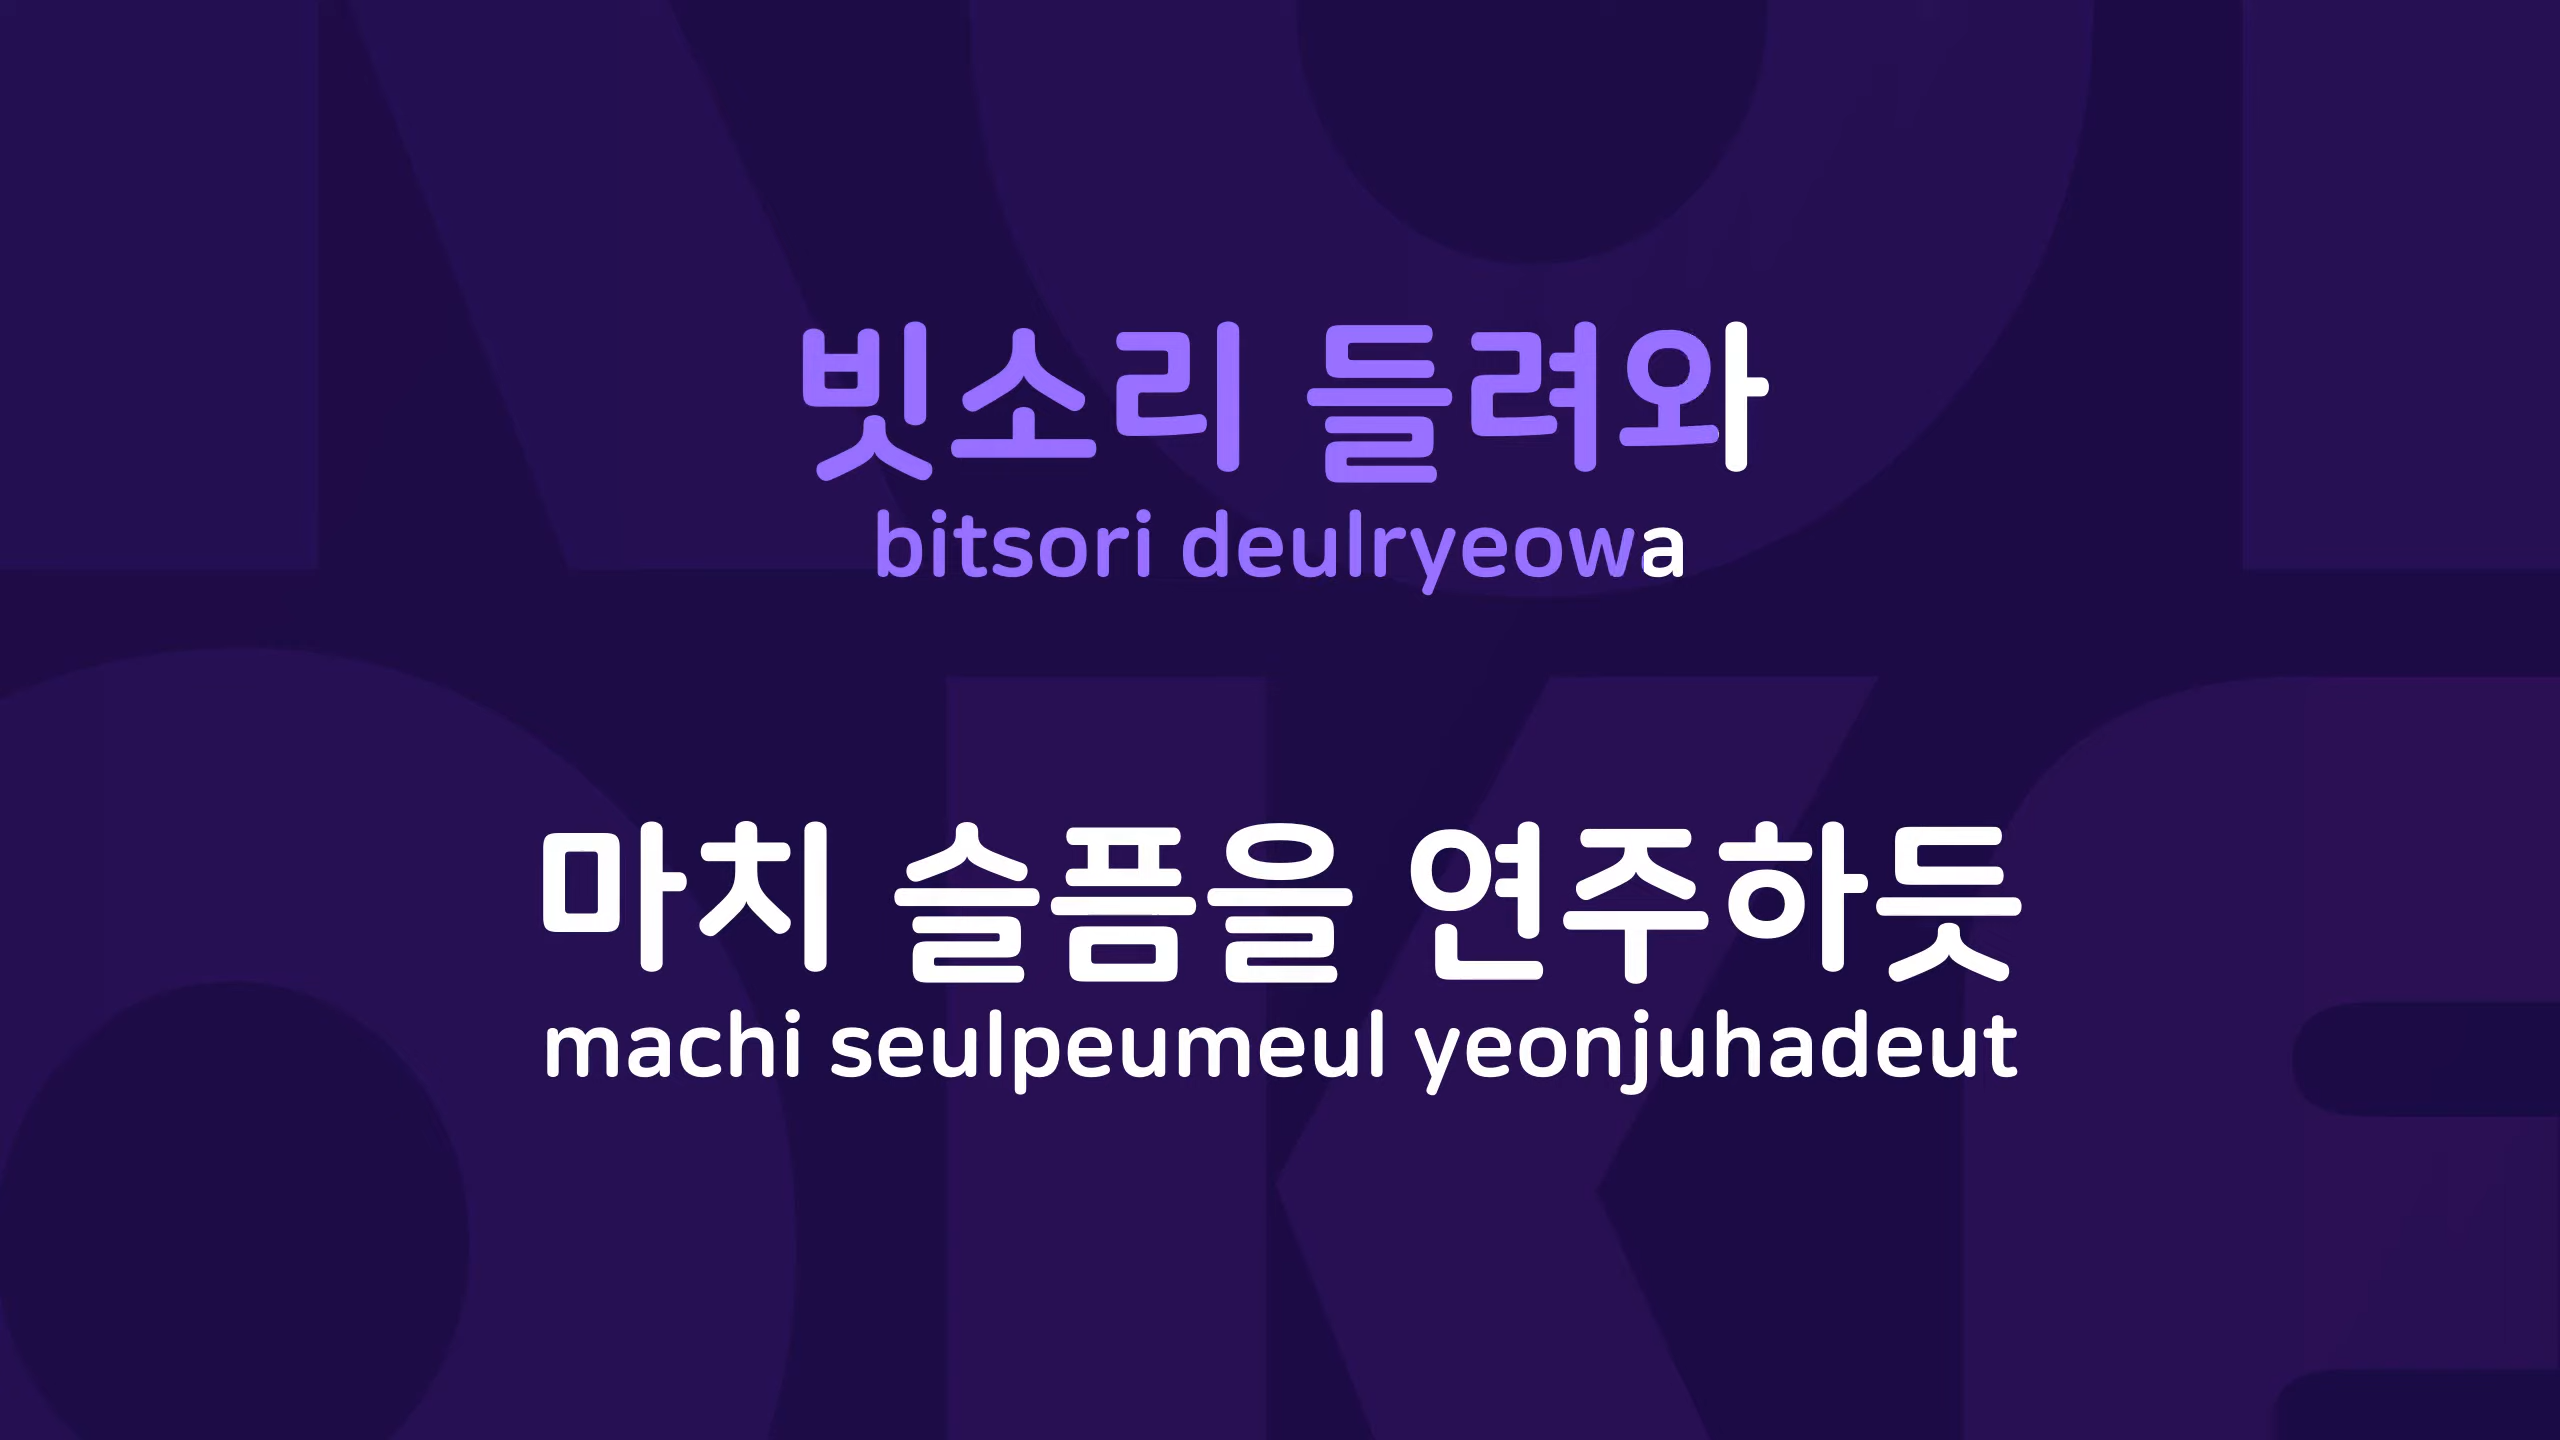 빗소리 들려와
bitsori deulryeowa
마치 슬픔을 연주하듯
machi seulpeumeul yeonjuhadeut